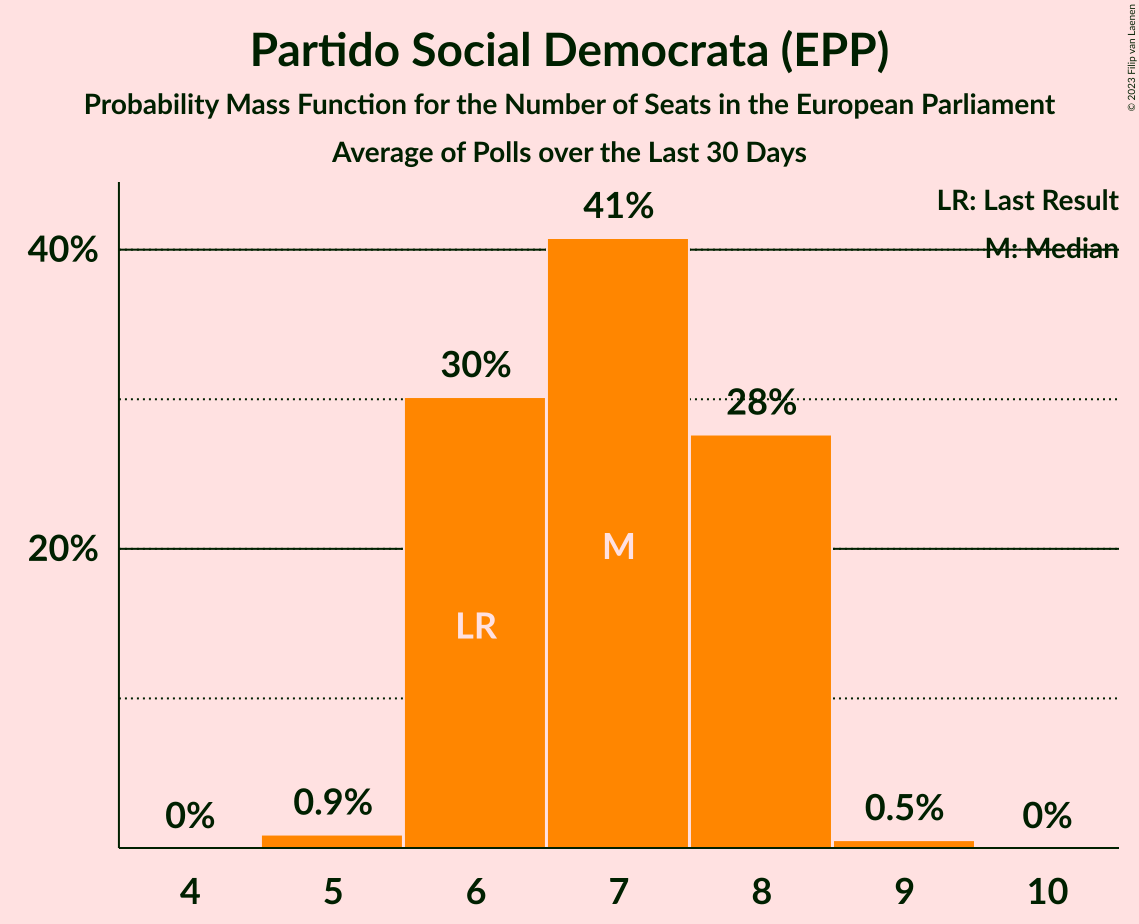 Partido Social Democrata (EPP)
Probability Mass Function for the Number of Seats in the European Parliament
Average of Polls over the Last 30 Days
© 2023 Filip van Laenen
LR: Last Result
M: Median
40%
20%
0%
0.9%
30%
41%
28%
0.5%
0%
LR
M
4 5 6 7 8 9 10